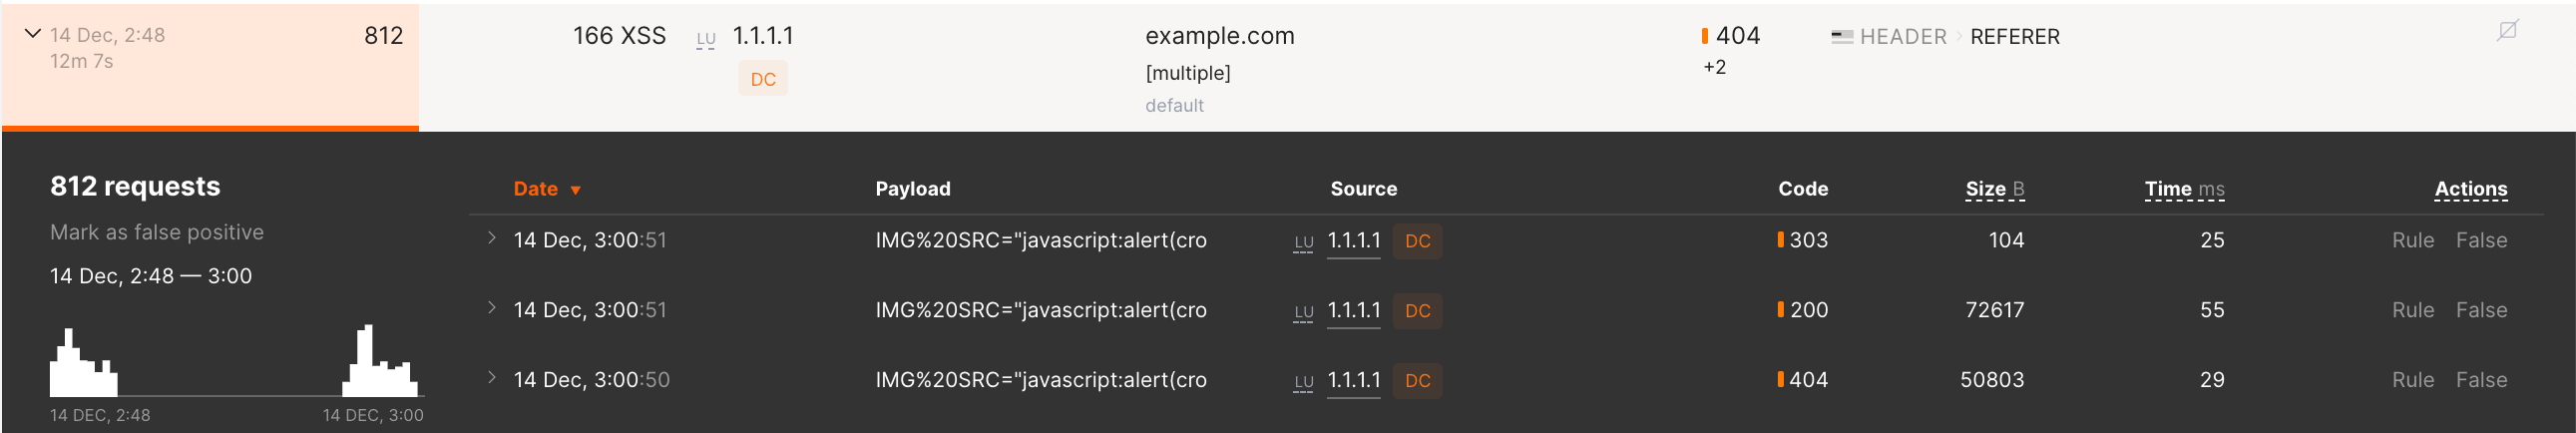 14 Dec, 2:48 812 166 XSS LU 1.1.1.1 example.com 404 HEADER › REFERER
12m 7s DC [multiple] +2
default
812 requests Date ▼ Payload Source Code Size B Time ms Actions
Mark as false positive 14 Dec, 3:00:51 IMG%20SRC="javascript:alert(cro LU 1.1.1.1 DC 303 104 25 Rule False
14 Dec, 2:48 — 3:00 14 Dec, 3:00:51 IMG%20SRC="javascript:alert(cro LU 1.1.1.1 DC 200 72617 55 Rule False
14 Dec, 3:00:50 IMG%20SRC="javascript:alert(cro LU 1.1.1.1 DC 404 50803 29 Rule False
14 DEC, 2:48 14 DEC, 3:00